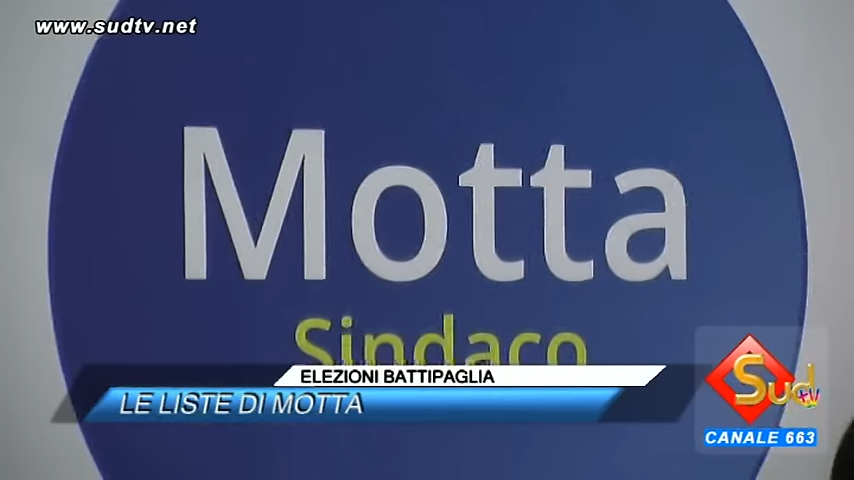 www.sudtv.net
Motta
Sindaco
ELEZIONI BATTIPAGLIA
LE LISTE DI MOTTA
Sud
+tv
CANALE 663